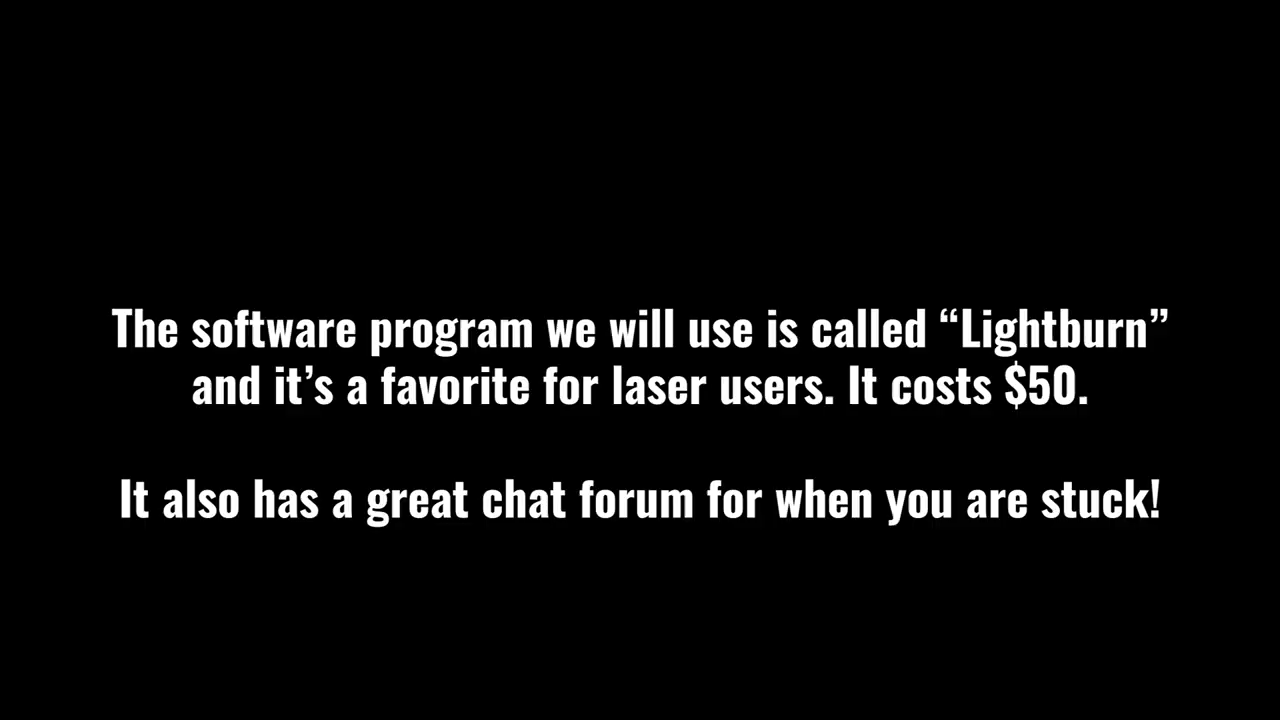 The software program we will use is called “Lightburn”
and it’s a favorite for laser users. It costs $50.
It also has a great chat forum for when you are stuck!